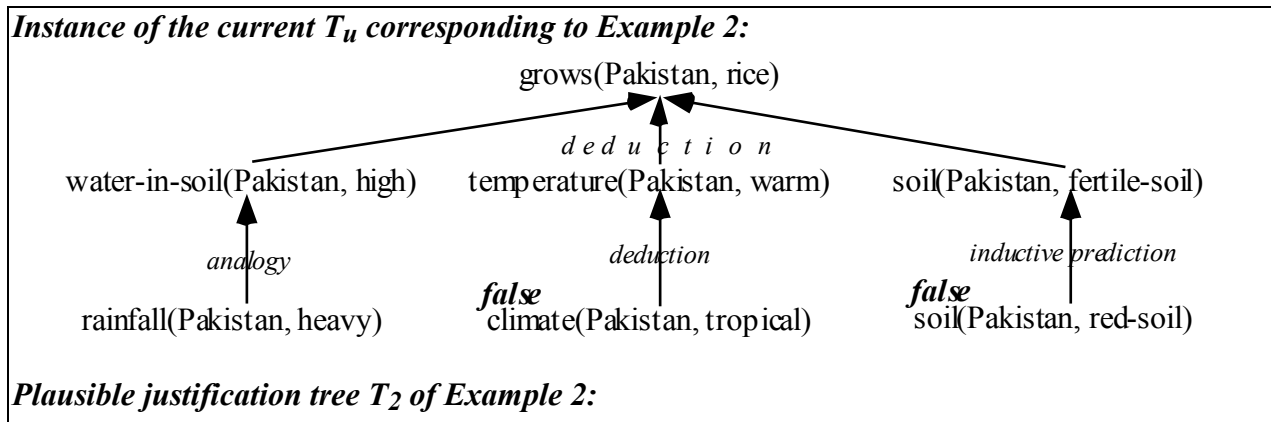 Instance of the current Tu corresponding to Example 2:
grows(Pakistan, rice)
deduction
water-in-soil(Pakistan, high) temperature(Pakistan, warm) soil(Pakistan, fertile-soil)
analogy deduction inductive prediction
false false
rainfall(Pakistan, heavy) climate(Pakistan, tropical) soil(Pakistan, red-soil)
Plausible justification tree T2 of Example 2: